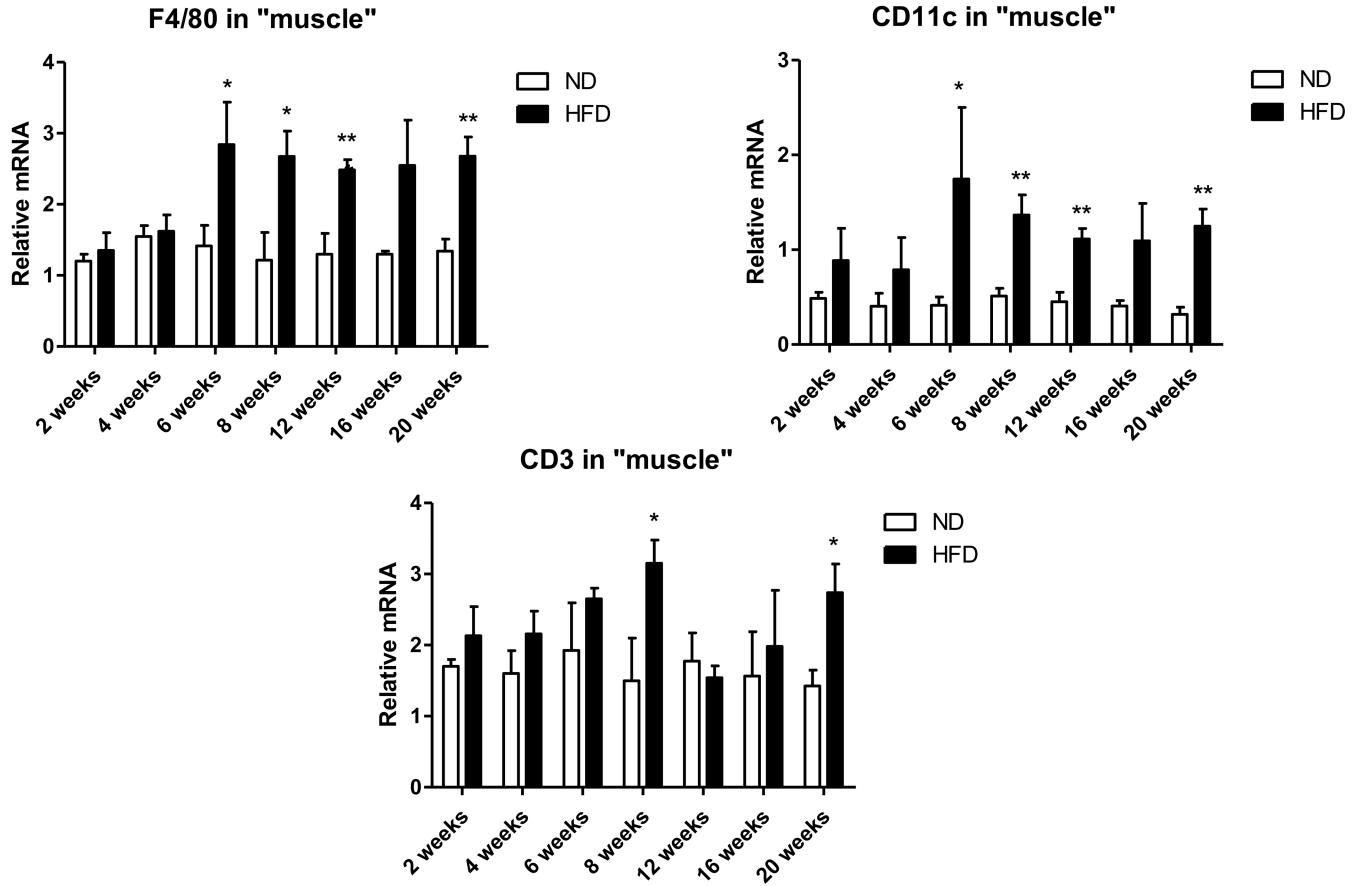 F4/80 in "muscle"
4
3
2
1
0
Relative mRNA
* * ** **
2 weeks 4 weeks 6 weeks 8 weeks 12 weeks 16 weeks 20 weeks
ND
HFD
CD11c in "muscle"
3
2
1
0
Relative mRNA
* ** ** **
2 weeks 4 weeks 6 weeks 8 weeks 12 weeks 16 weeks 20 weeks
ND
HFD
CD3 in "muscle"
4
3
2
1
0
Relative mRNA
* *
2 weeks 4 weeks 6 weeks 8 weeks 12 weeks 16 weeks 20 weeks
ND
HFD